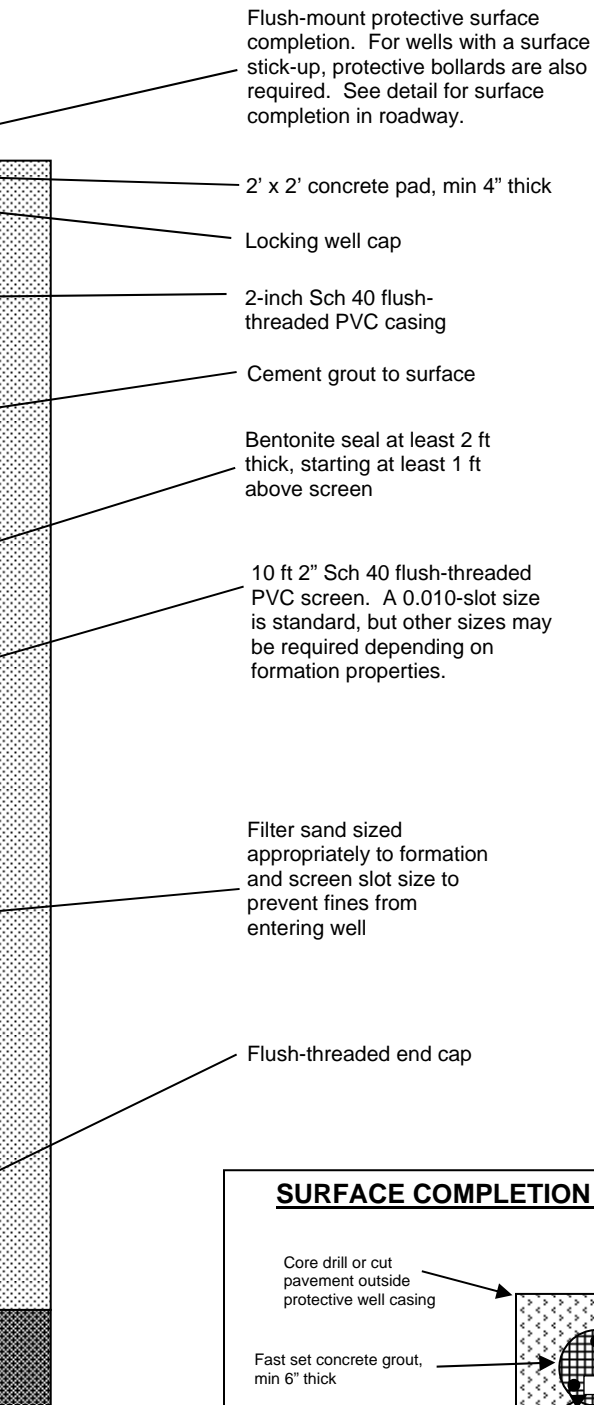 Flush-mount protective surface
completion.  For wells with a surface
stick-up, protective bollards are also
required.  See detail for surface
completion in roadway.
2’ x 2’ concrete pad, min 4” thick
Locking well cap
2-inch Sch 40 flush-
threaded PVC casing
Cement grout to surface
Bentonite seal at least 2 ft
thick, starting at least 1 ft
above screen
10 ft 2” Sch 40 flush-threaded
PVC screen.  A 0.010-slot size
is standard, but other sizes may
be required depending on
formation properties.
Filter sand sized
appropriately to formation
and screen slot size to
prevent fines from
entering well
Flush-threaded end cap
SURFACE COMPLETION
Core drill or cut
pavement outside
protective well casing
Fast set concrete grout,
min 6” thick